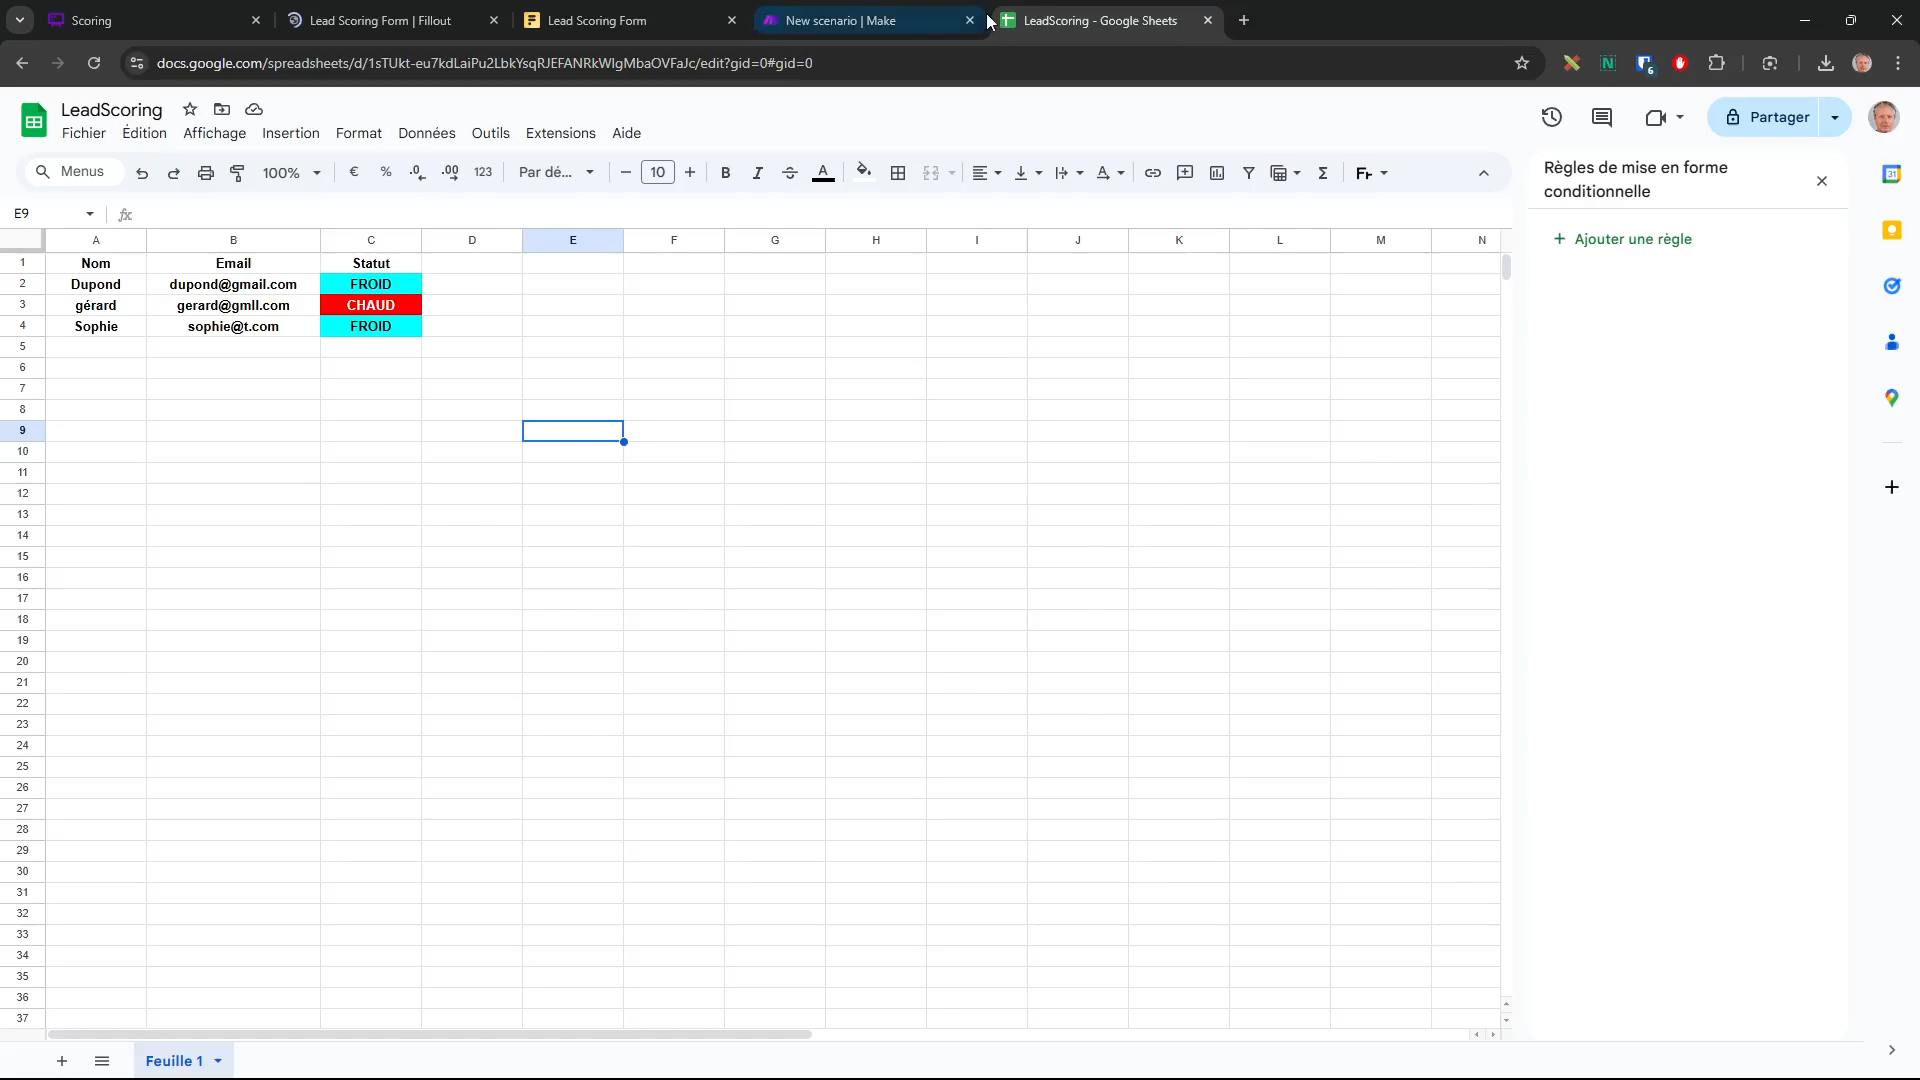 Scoring
Lead Scoring Form | Fillout
Lead Scoring Form
New scenario | Make
LeadScoring - Google Sheets
docs.google.com/spreadsheets/d/1sTUkt-eu7kdLaiPu2LbkYsqRJEFANRkWIgMbaOVFaJc/edit?gid=0#gid=0
6
LeadScoring
Fichier Édition Affichage Insertion Format Données Outils Extensions Aide
Partager
Menus 100% € % .0 .00 123 Par dé... 10 B I A Σ Fr
Règles de mise en forme
conditionnelle
31
E9 fx
+ Ajouter une règle
A B C D E F G H I J K L M N
1 Nom Email Statut
2 Dupond dupond@gmail.com FROID
3 gérard gerard@gmll.com CHAUD
4 Sophie sophie@t.com FROID
5
6
7
8
9
10
11
12
13
14
15
16
17
18
19
20
21
22
23
24
25
26
27
28
29
30
31
32
33
34
35
36
37
Feuille 1